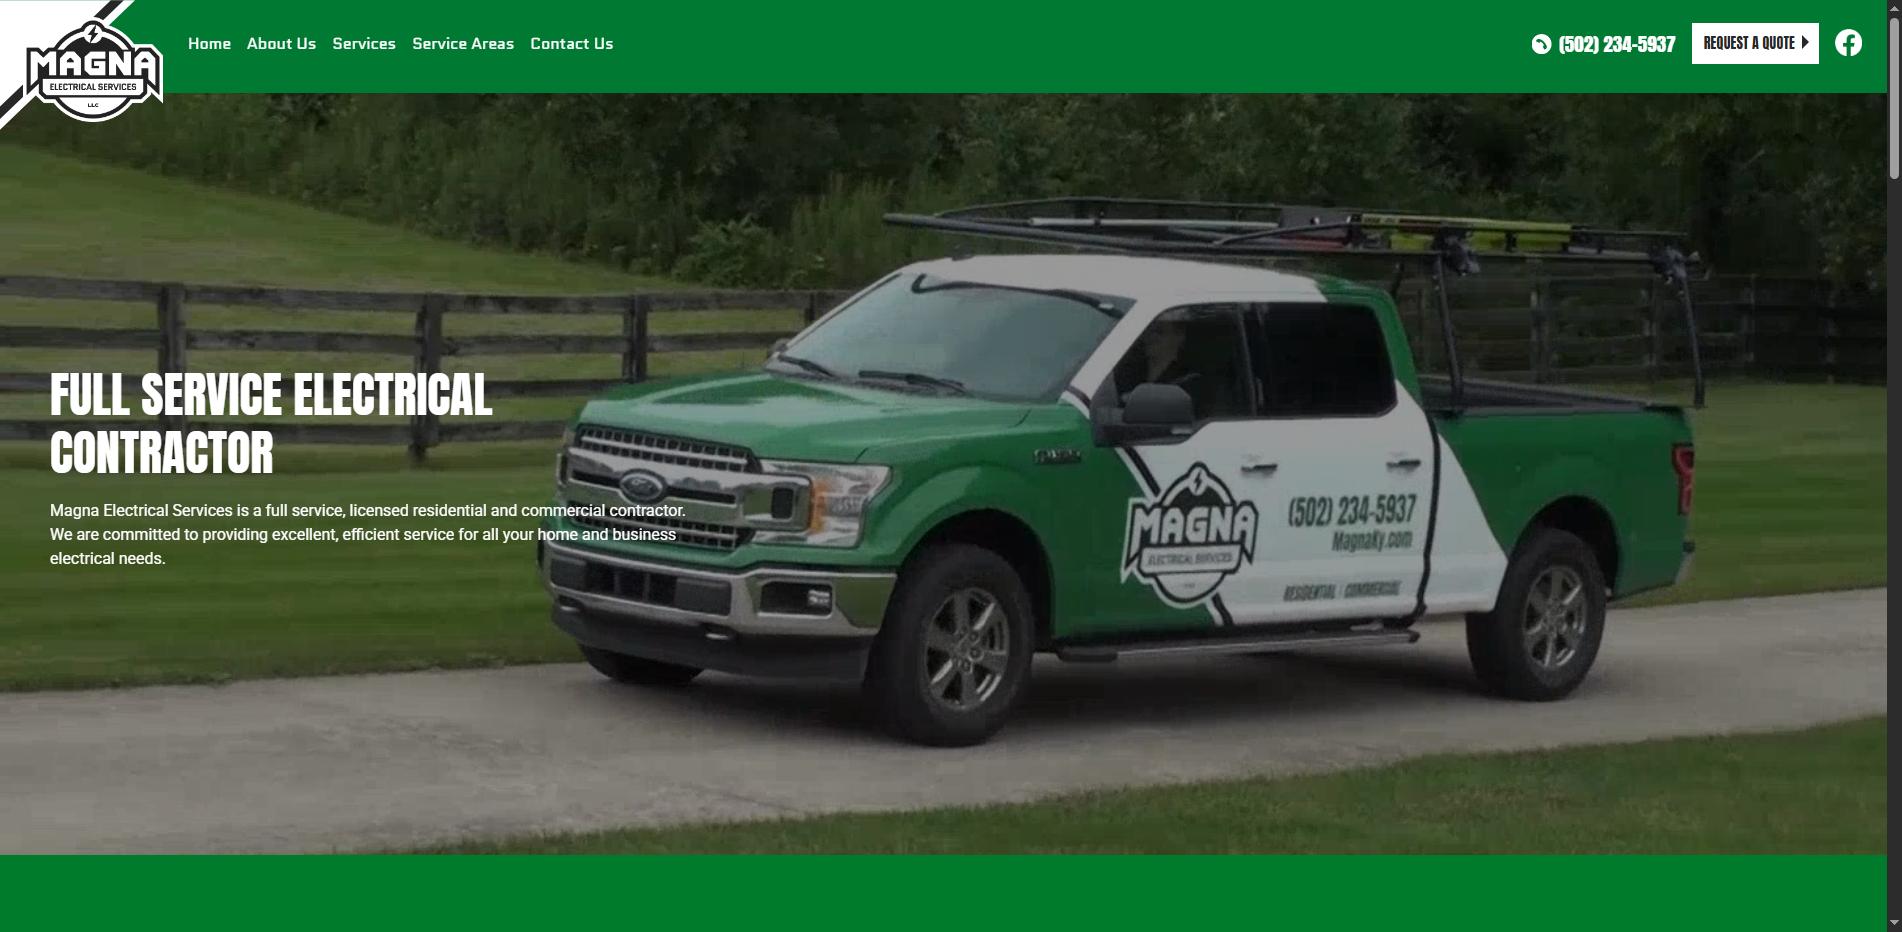 MAGNA
ELECTRICAL SERVICES
LLC
Home
About Us
Services
Service Areas
Contact Us
(502) 234-5937
REQUEST A QUOTE
FULL SERVICE ELECTRICAL
CONTRACTOR
Magna Electrical Services is a full service, licensed residential and commercial contractor.
We are committed to providing excellent, efficient service for all your home and business
electrical needs.
MAGNA
ELECTRICAL SERVICES
(502) 234-5937
MagnaKy.com
RESIDENTIAL | COMMERCIAL
Ford